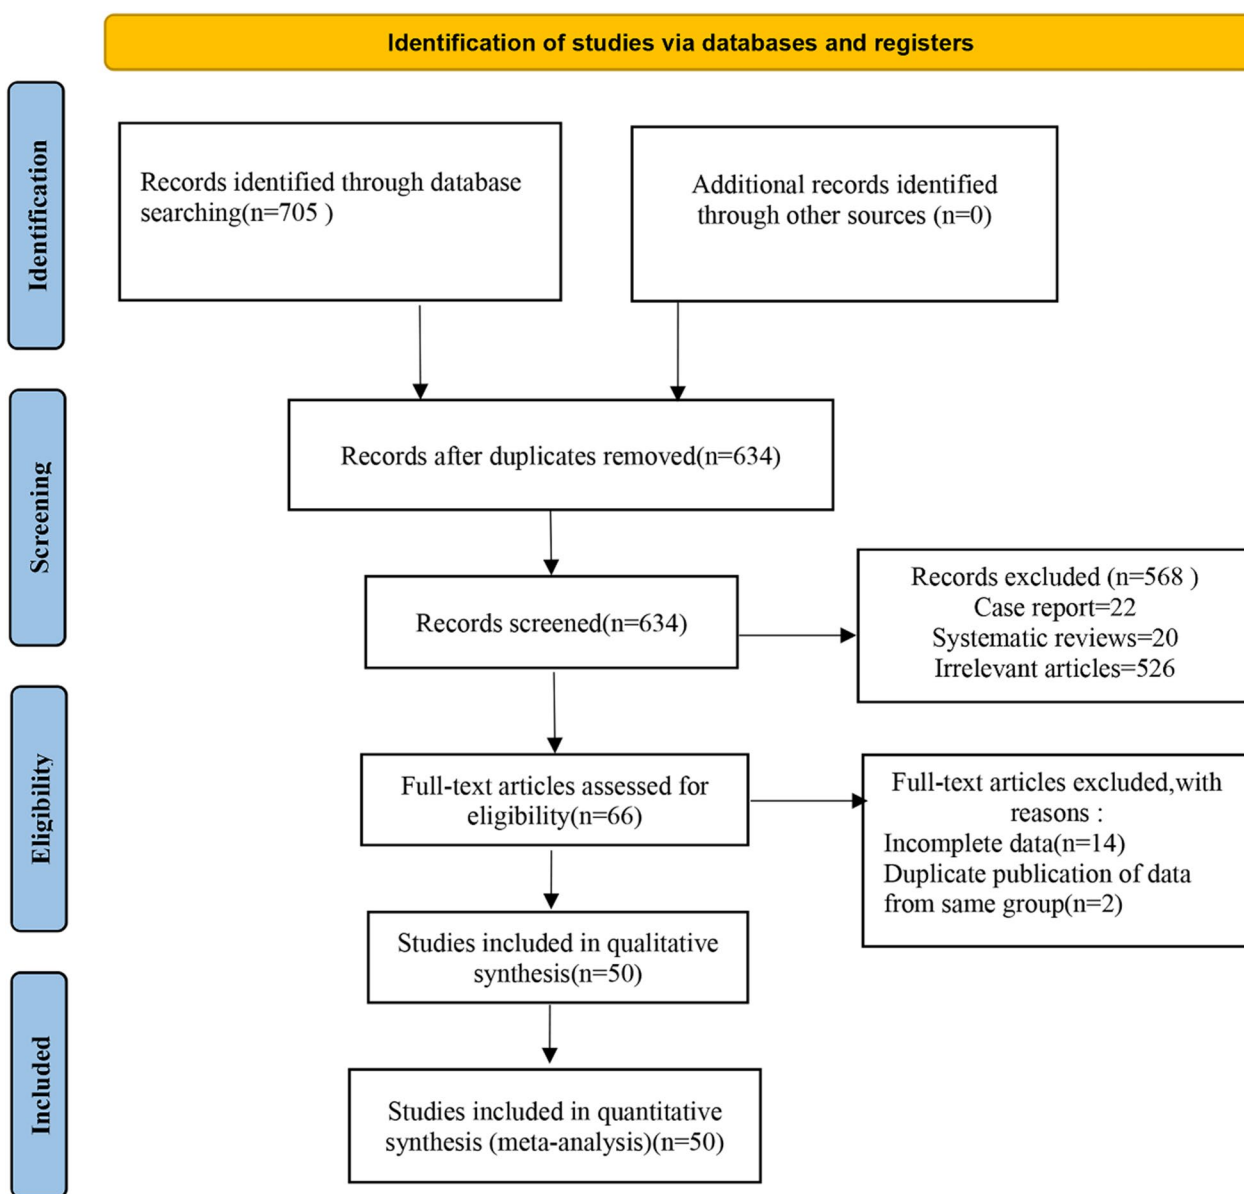 Identification of studies via databases and registers
Identification
Records identified through database
searching(n=705 )
Additional records identified
through other sources (n=0)
Screening
Records after duplicates removed(n=634)
Records screened(n=634)
Records excluded (n=568 )
Case report=22
Systematic reviews=20
Irrelevant articles=526
Eligibility
Full-text articles assessed for
eligibility(n=66)
Full-text articles excluded,with
reasons :
Incomplete data(n=14)
Duplicate publication of data
from same group(n=2)
Studies included in qualitative
synthesis(n=50)
Included
Studies included in quantitative
synthesis (meta-analysis)(n=50)